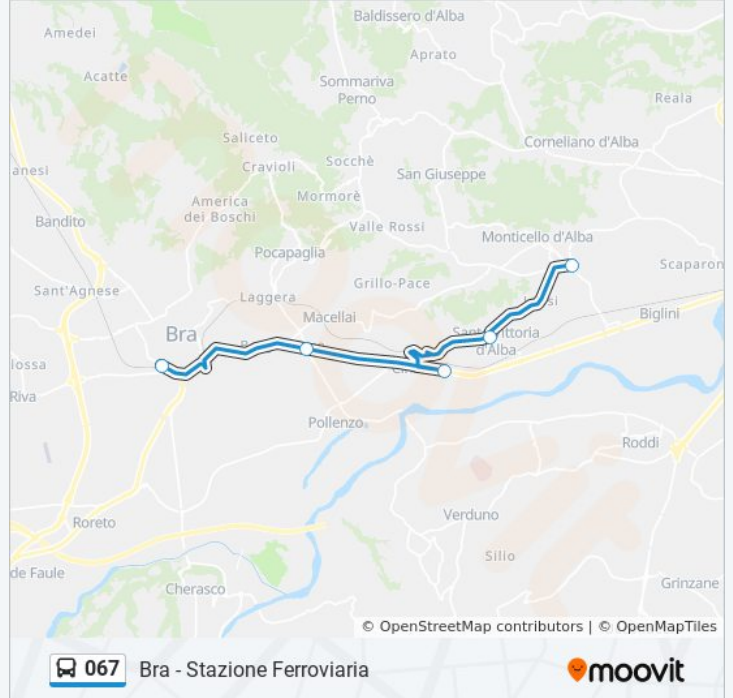 Baldissero d'Alba
Amedei
Aprato
Acatte
Sommariva
Perno
Reala
Saliceto
Corneliano d'Alba
Socchè
Cravioli
San Giuseppe
anesi
Mormorè
America
dei Boschi
Bandito
Valle Rossi
Monticello d'Alba
Pocapaglia
Scaparon
Sant'Agnese
Grillo-Pace
Laggera
Macellai
Biglini
Bra
d'Alba
lossa
Riva
Pollenzo
Roddi
Verduno
Roreto
Silio
de Faule
Cherasco
Grinzane
© OpenStreetMap contributors | © OpenMapTiles
067 Bra - Stazione Ferroviaria
moovit